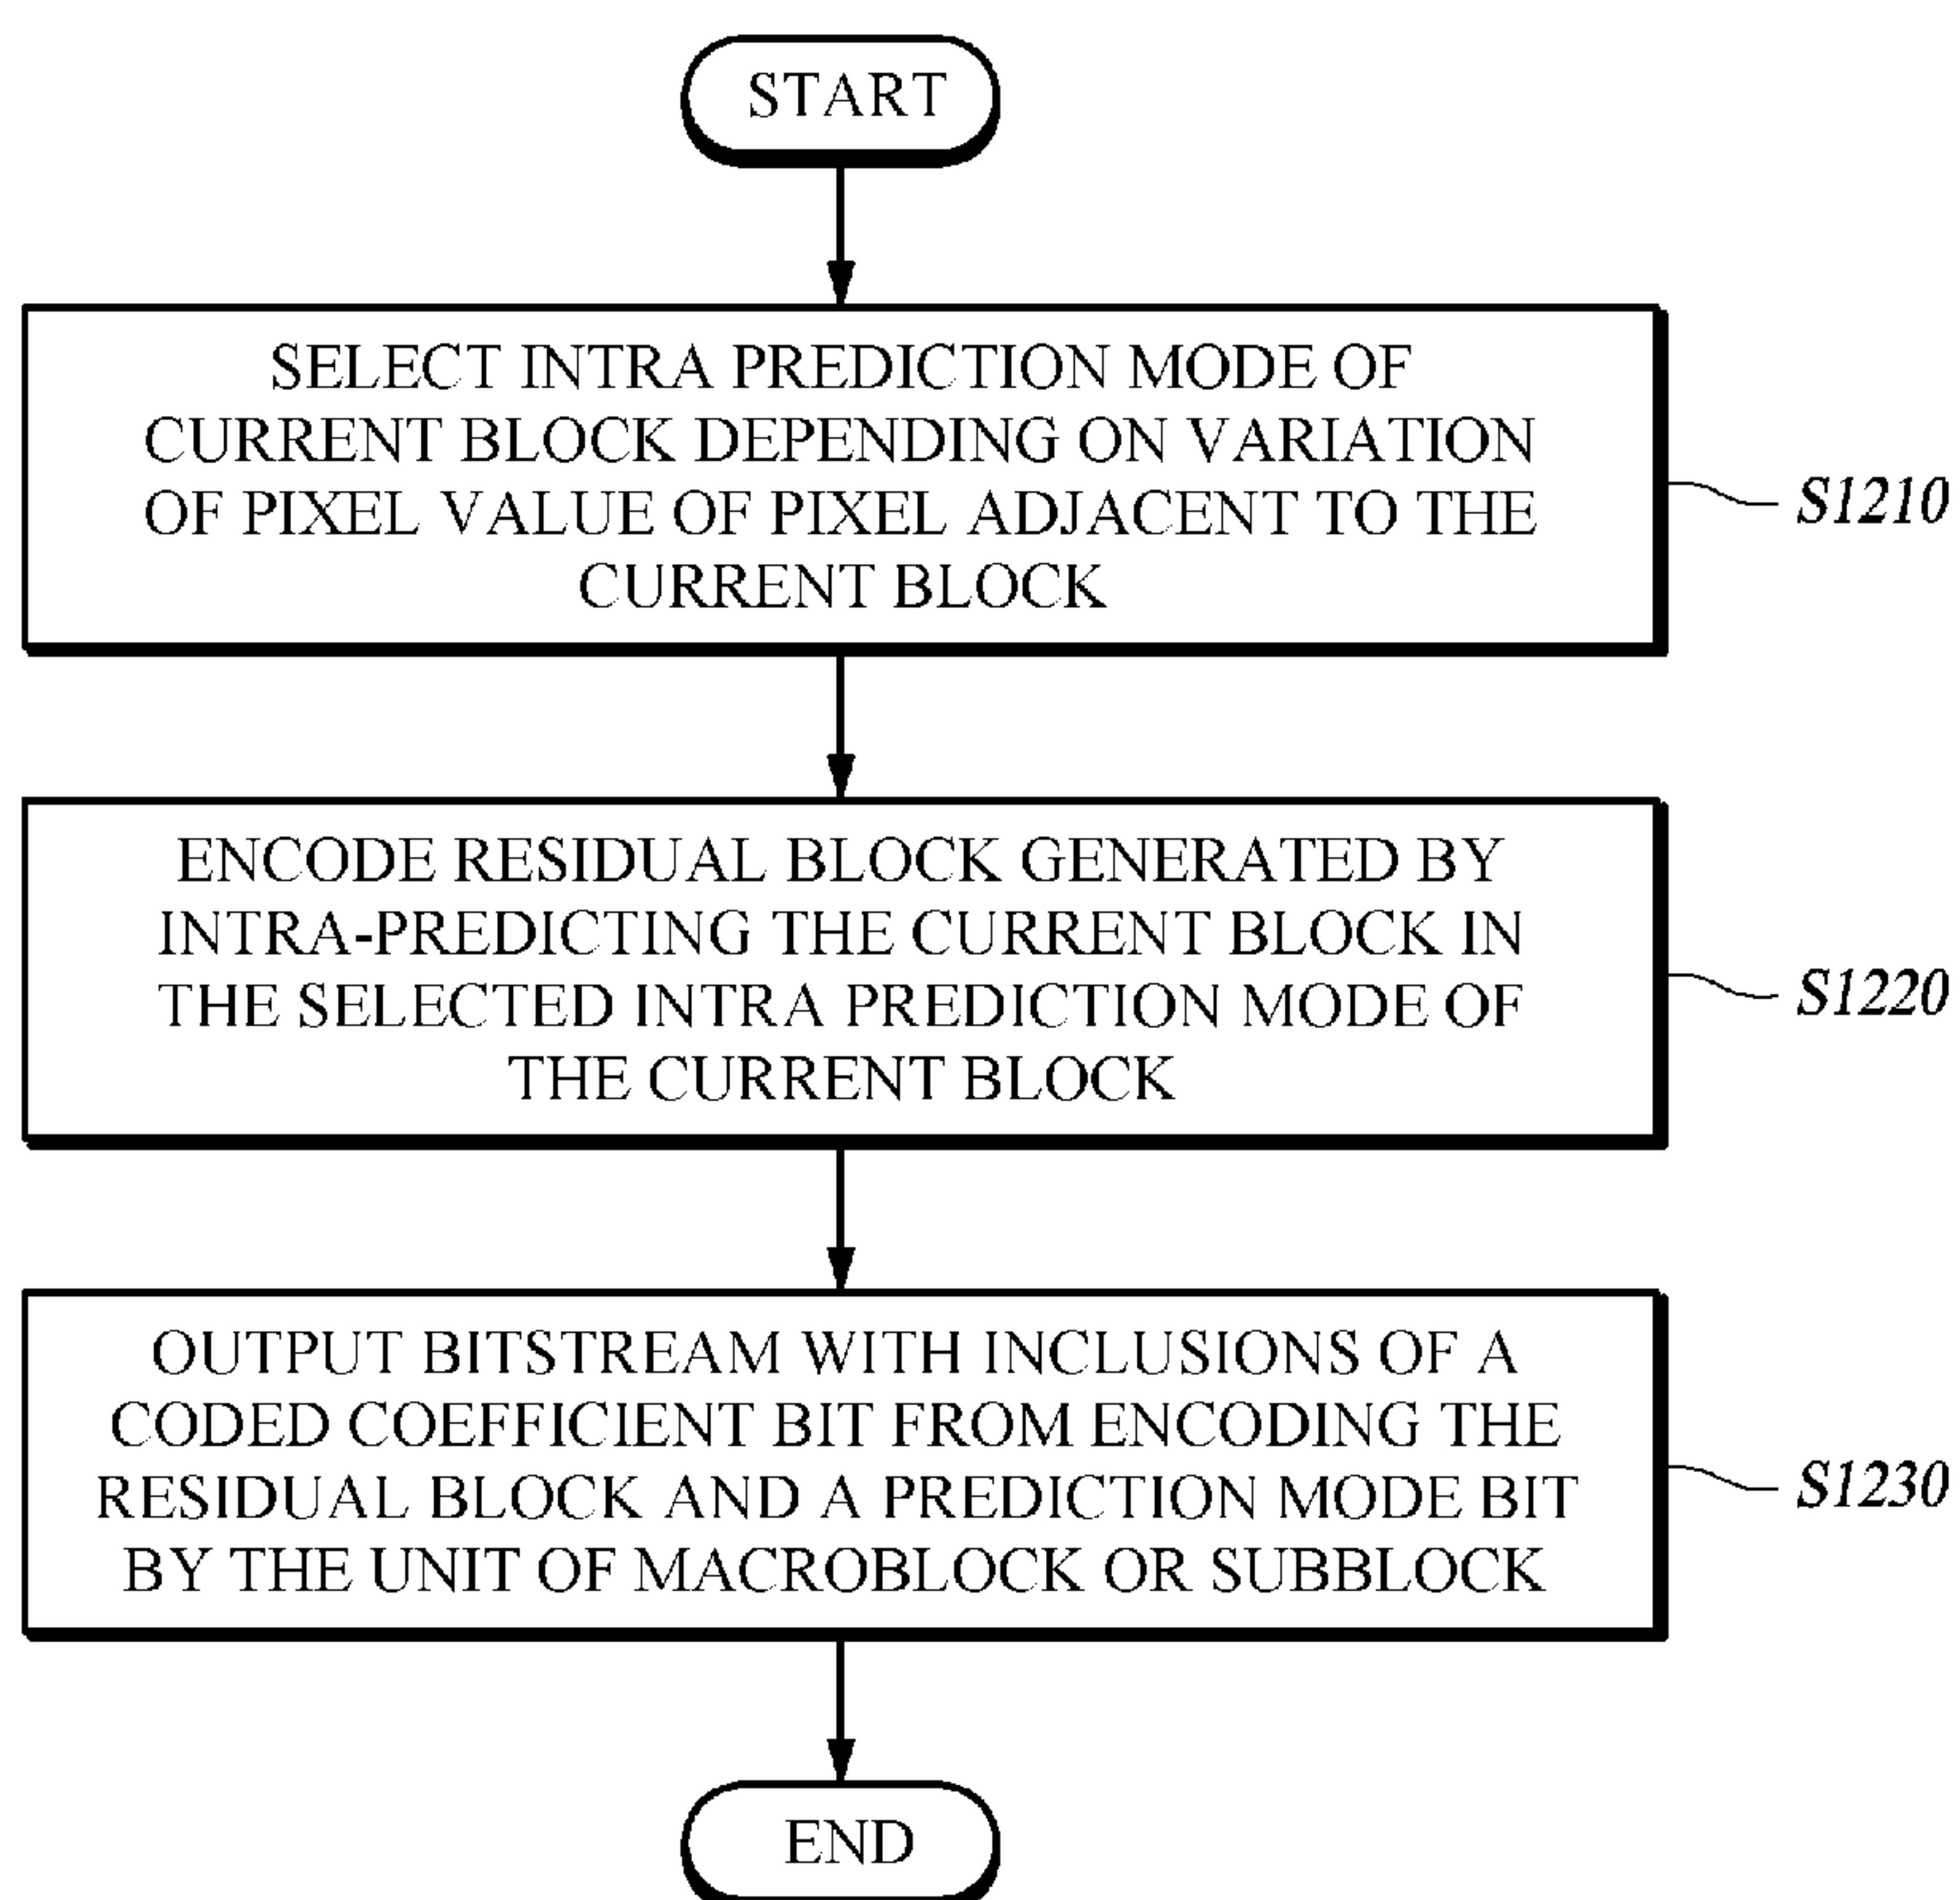 START
SELECT INTRA PREDICTION MODE OF
CURRENT BLOCK DEPENDING ON VARIATION
OF PIXEL VALUE OF PIXEL ADJACENT TO THE
CURRENT BLOCK
S1210
ENCODE RESIDUAL BLOCK GENERATED BY
INTRA-PREDICTING THE CURRENT BLOCK IN
THE SELECTED INTRA PREDICTION MODE OF
THE CURRENT BLOCK
S1220
OUTPUT BITSTREAM WITH INCLUSIONS OF A
CODED COEFFICIENT BIT FROM ENCODING THE
RESIDUAL BLOCK AND A PREDICTION MODE BIT
BY THE UNIT OF MACROBLOCK OR SUBBLOCK
S1230
END